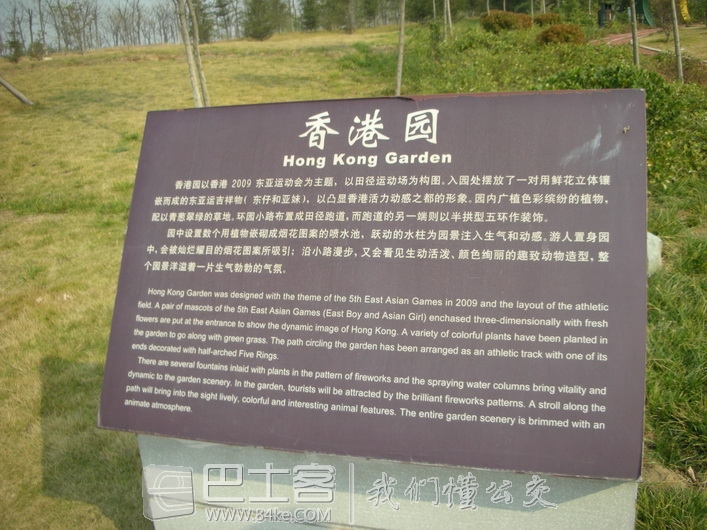 香港园
Hong Kong Garden
香港园以香港 2009 东亚运动会为主题，以田径运动场为构图。入园处摆放了一对用鲜花立体镶
嵌而成的东亚运吉祥物( 东仔和亚妹)，以凸显香港活力动感之都的形象。园内广植色彩缤纷的植物，
配以青葱翠绿的草地。环园小路布置成田径跑道，而跑道的另一端则以半拱型五环作装饰。
园中设置数个用植物嵌砌成烟花图案的喷水池，跃动的水柱为园景注入生气和动感。游人置身园
中，会被灿烂耀目的烟花图案所吸引；沿小路漫步，又会看见生动活泼、颜色绚丽的趣致动物造型，整
个园景洋溢着一片生气勃勃的气氛。
Hong Kong Garden was designed with the theme of the 5th East Asian Games in 2009 and the layout of the athletic
field. A pair of mascots of the 5th East Asian Games (East Boy and Asian Girl) enchased three-dimensionally with fresh
flowers are put at the entrance to show the dynamic image of Hong Kong. A variety of colorful plants have been planted in
the garden to go along with green grass. The path circling the garden has been arranged as an athletic track with one of its
ends decorated with half-arched Five Rings.
There are several fountains inlaid with plants in the pattern of fireworks and the spraying water columns bring vitality and
dynamic to the garden scenery. In the garden, tourists will be attracted by the brilliant fireworks patterns. A stroll along the
path will bring into the sight lively, colorful and interesting animal features. The entire garden scenery is brimmed with an
animate atmosphere.
巴士客 我们懂公交
www.84ke.com